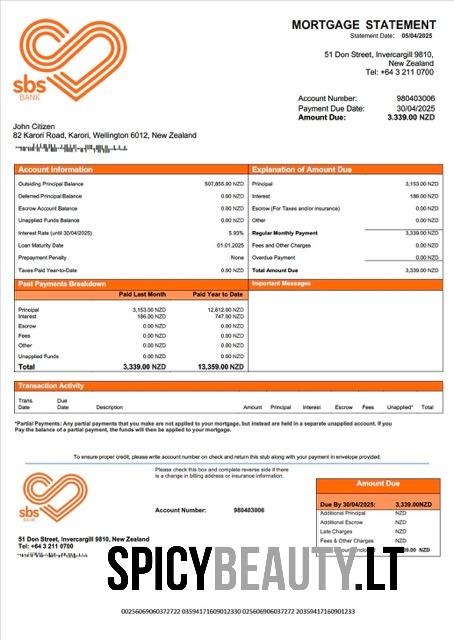 MORTGAGE STATEMENT
Statement Date: 05/04/2025
sbs
BANK
51 Don Street, Invercargill 9810,
New Zealand
Tel: +64 3 211 0700
Account Number: 980403006
Payment Due Date: 30/04/2025
Amount Due: 3.339.00 NZD
John Citizen
82 Karori Road, Karori, Wellington 6012, New Zealand
Account Information
Outsiding Principal Balance 507,855.00 NZD
Deferred Principal Balance 0.00 NZD
Escrow Account Balance 0.00 NZD
Unapplied Funds Balance 0.00 NZD
Interest Rate (until 30/04/2025) 5.93%
Loan Maturity Date 01.01.2025
Prepayment Penalty None
Taxes Paid Year-to-Date 0.00 NZD
Explanation of Amount Due
Principal 3,153.00 NZD
Interest 186.00 NZD
Escrow (For Taxes and/or insurance) 0.00 NZD
Other 0.00 NZD
Regular Monthly Payment 3,339.00 NZD
Fees and Other Charges 0.00 NZD
Overdue Payment 0.00 NZD
Total Amount Due 3,339.00 NZD
Past Payments Breakdown
Paid Last Month Paid Year to Date
Principal 3,153.00 NZD 12,612.00 NZD
Interest 186.00 NZD 747.00 NZD
Escrow 0.00 NZD 0.00 NZD
Fees 0.00 NZD 0.00 NZD
Other 0.00 NZD 0.00 NZD
Unapplied Funds 0.00 NZD 0.00 NZD
Total 3,339.00 NZD 13,359.00 NZD
Important Messages
Transaction Activity
Trans. Date Due Date Description Amount Principal Interest Escrow Fees Unapplied* Total
*Partial Payments: Any partial payments that you make are not applied to your mortgage, but instead are held in a separate unapplied account. If you
Pay the balance of a partial payment, the funds will then be applied to your mortgage.
To ensure proper credit, please write account number on check and return this stub along with your payment in envelope provided.
Please check this box and complete reverse side if there
is a change in billing address or insurance information.
sbs
BANK
Account Number: 980403006
Amount Due
Due By 30/04/2025: 3,339.00NZD
Additional Principal NZD
Additional Escrow NZD
Late Charges NZD
Fees & Other Charges NZD
51 Don Street, Invercargill 9810, New Zealand
Tel: +64 3 211 0700
SPICYBEAUTY.LT